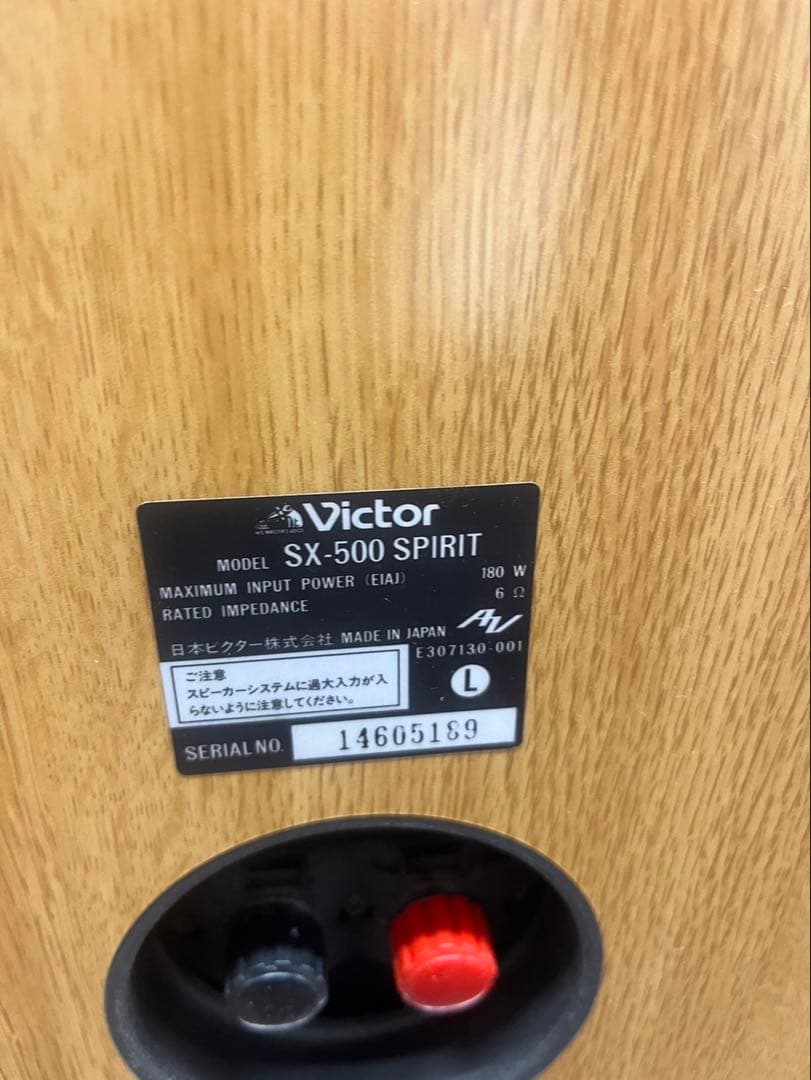 Victor
MODEL SX-500 SPIRIT
MAXIMUM INPUT POWER (EIAJ) 180 W
RATED IMPEDANCE 6 Ω
AV
日本ビクター株式会社 MADE IN JAPAN
E307130-001
ご注意
スピーカーシステムに過大入力が入
らないように注意してください。
L
SERIAL NO. 14605189